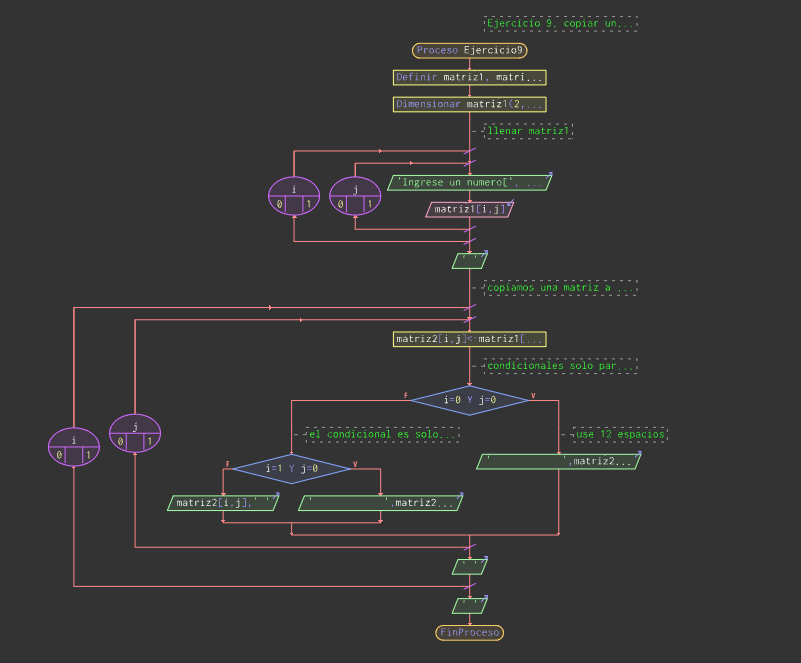 Ejercicio 9, copiar un...
Proceso Ejercicio9
Definir matriz1, matri...
Dimensionar matriz1(2,...
llenar matriz1
i
0 1
j
0 1
'Ingrese un numero[', ...
matriz1[i,j]
' '
copiamos una matriz a ...
matriz2[i,j]<-matriz1[...
condicionales solo par...
F
i=0 Y j=0
V
j
0 1
i
0 1
el condicional es solo...
use 12 espacios
F
i=1 Y j=0
V
' ',matriz2...
matriz2[i,j],' '
' ',matriz2...
' '
' '
FinProceso